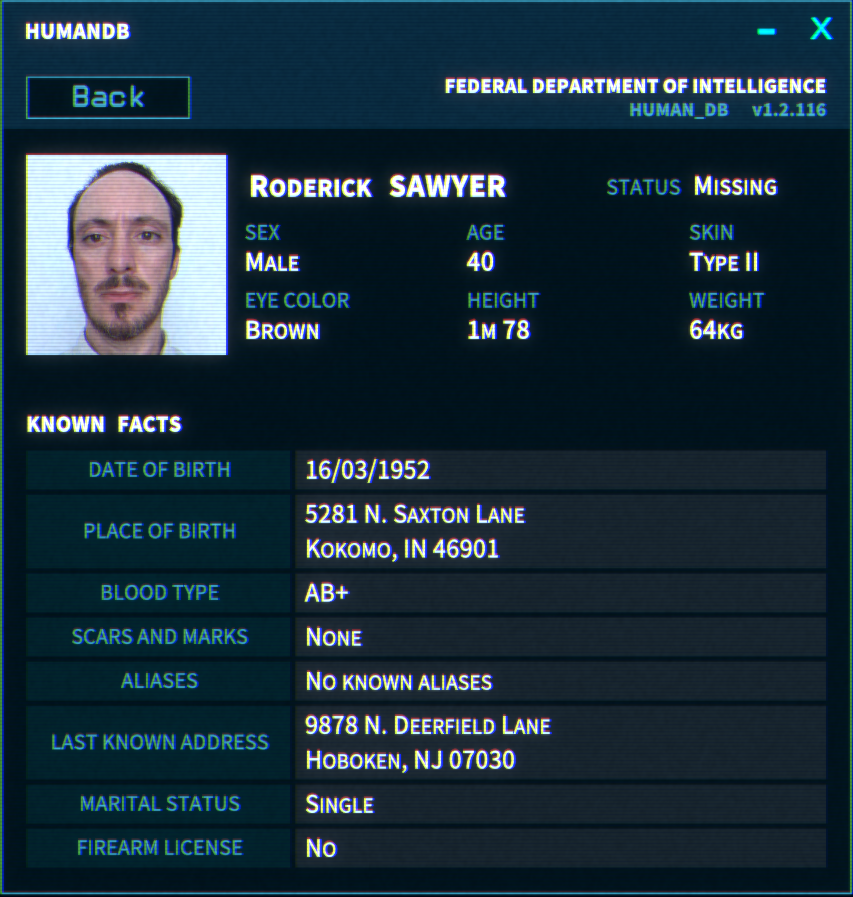 HUMANDB
– X
Back
FEDERAL DEPARTMENT OF INTELLIGENCE
HUMAN_DB v1.2.116
Roderick SAWYER
STATUS Missing
SEX AGE SKIN
Male 40 Type II
EYE COLOR HEIGHT WEIGHT
Brown 1m 78 64kg
KNOWN FACTS
DATE OF BIRTH 16/03/1952
PLACE OF BIRTH 5281 N. Saxton Lane
Kokomo, IN 46901
BLOOD TYPE AB+
SCARS AND MARKS None
ALIASES No known aliases
LAST KNOWN ADDRESS 9878 N. Deerfield Lane
Hoboken, NJ 07030
MARITAL STATUS Single
FIREARM LICENSE No